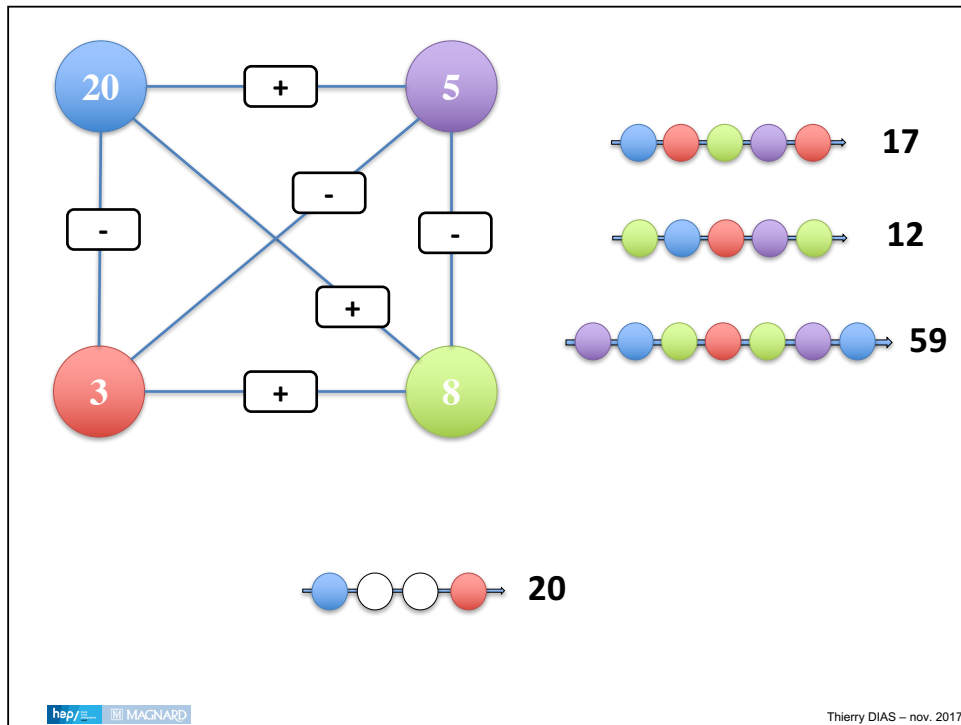 20 + 5
17
-
- -
12
+
59
3 + 8
20
hep/
MAGNARD
Thierry DIAS – nov. 2017